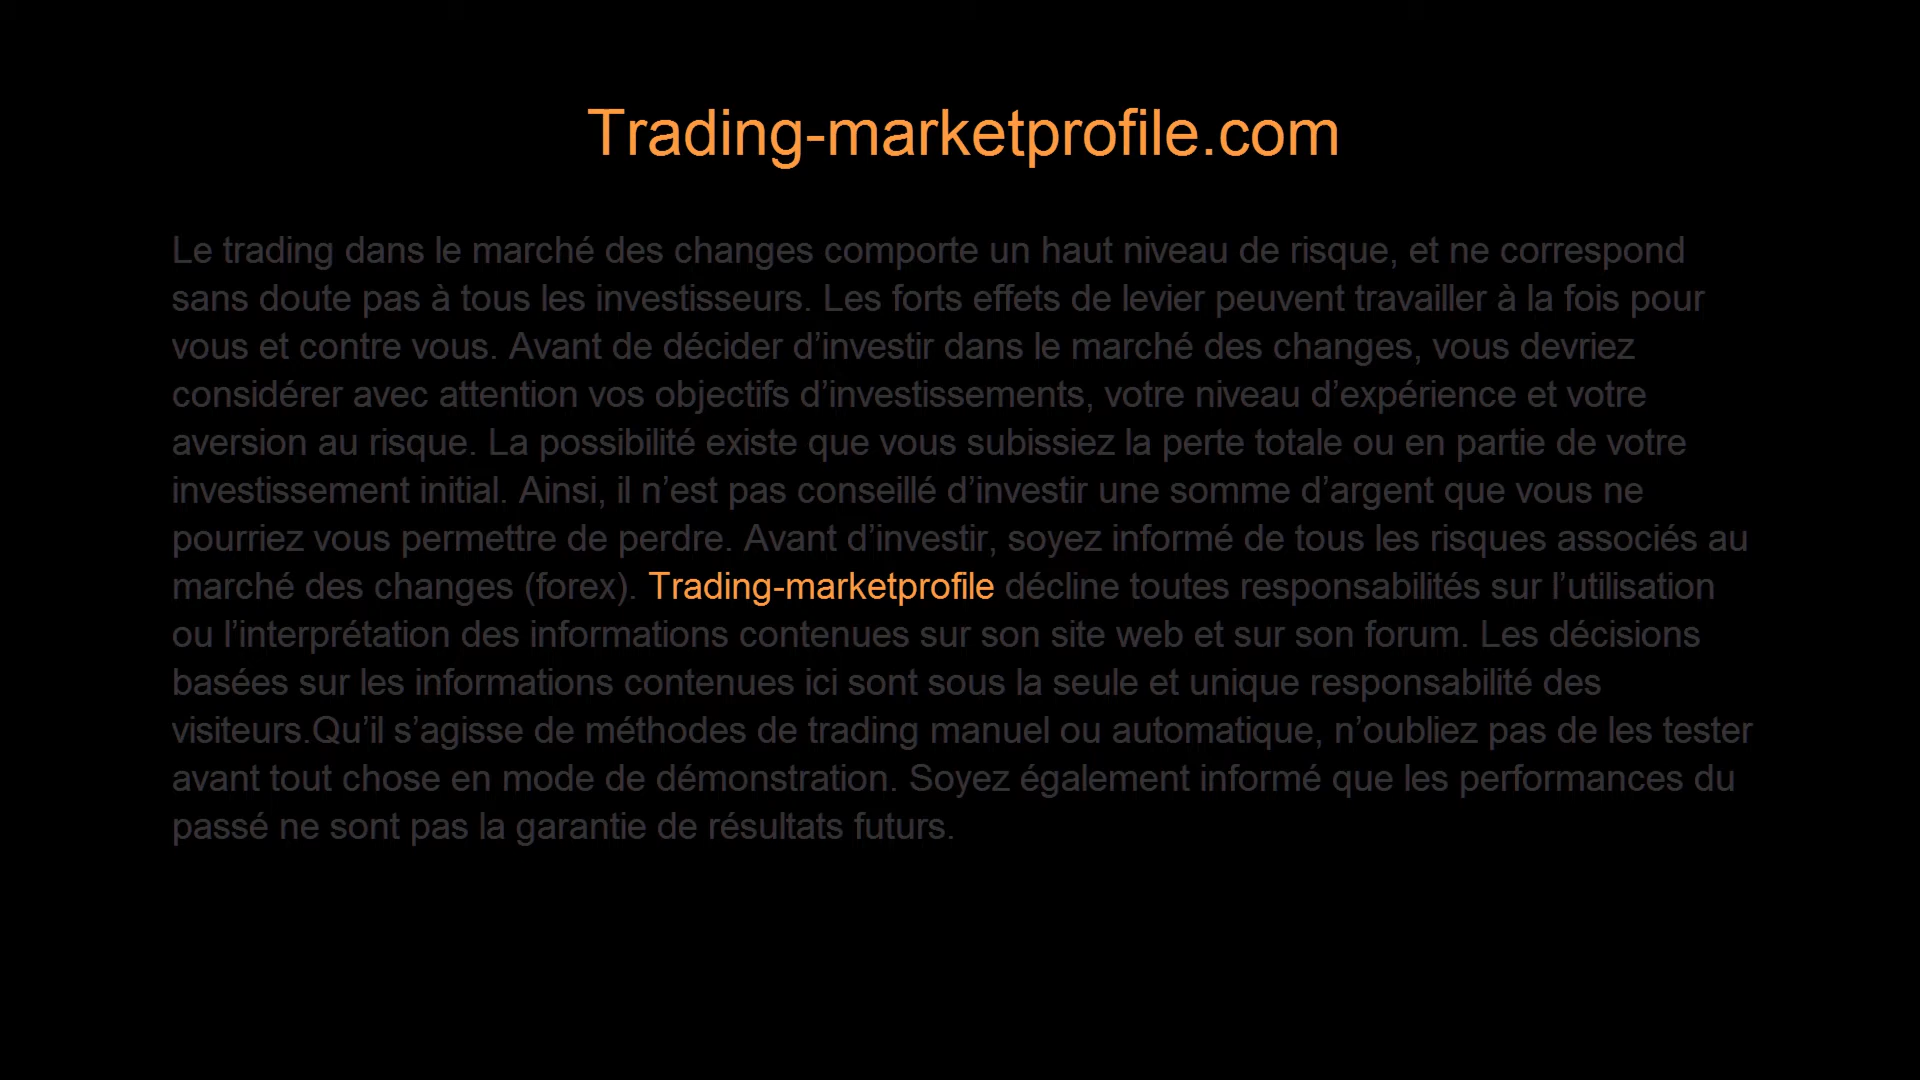 Trading-marketprofile.com
Le trading dans le marché des changes comporte un haut niveau de risque, et ne correspond
sans doute pas à tous les investisseurs. Les forts effets de levier peuvent travailler à la fois pour
vous et contre vous. Avant de décider d’investir dans le marché des changes, vous devriez
considérer avec attention vos objectifs d’investissements, votre niveau d’expérience et votre
aversion au risque. La possibilité existe que vous subissiez la perte totale ou en partie de votre
investissement initial. Ainsi, il n’est pas conseillé d’investir une somme d’argent que vous ne
pourriez vous permettre de perdre. Avant d’investir, soyez informé de tous les risques associés au
marché des changes (forex). Trading-marketprofile décline toutes responsabilités sur l’utilisation
ou l’interprétation des informations contenues sur son site web et sur son forum. Les décisions
basées sur les informations contenues ici sont sous la seule et unique responsabilité des
visiteurs.Qu’il s’agisse de méthodes de trading manuel ou automatique, n’oubliez pas de les tester
avant tout chose en mode de démonstration. Soyez également informé que les performances du
passé ne sont pas la garantie de résultats futurs.